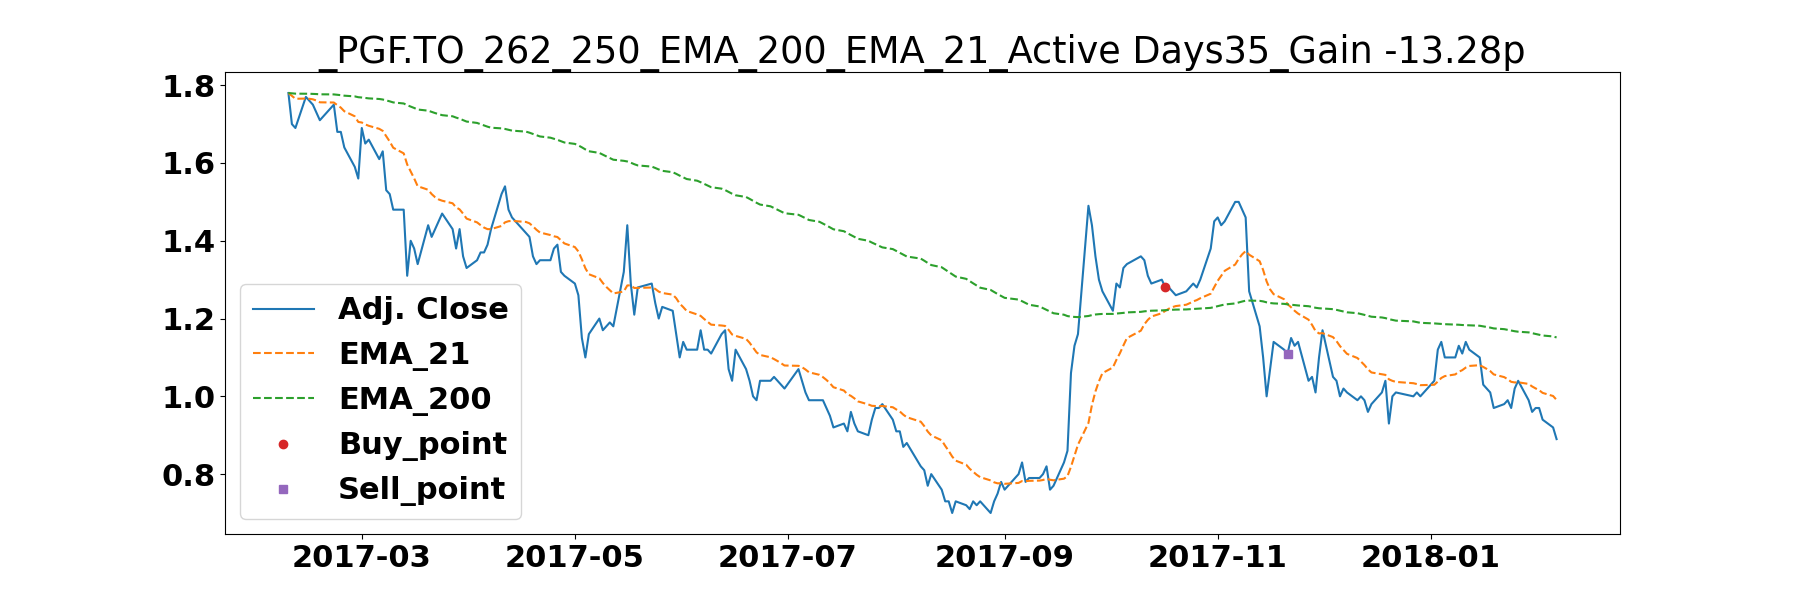 _PGF.TO_262_250_EMA_200_EMA_21_Active Days35_Gain -13.28p
1.8
1.6
1.4
1.2
1.0
0.8
Adj. Close
EMA_21
EMA_200
Buy_point
Sell_point
2017-03 2017-05 2017-07 2017-09 2017-11 2018-01